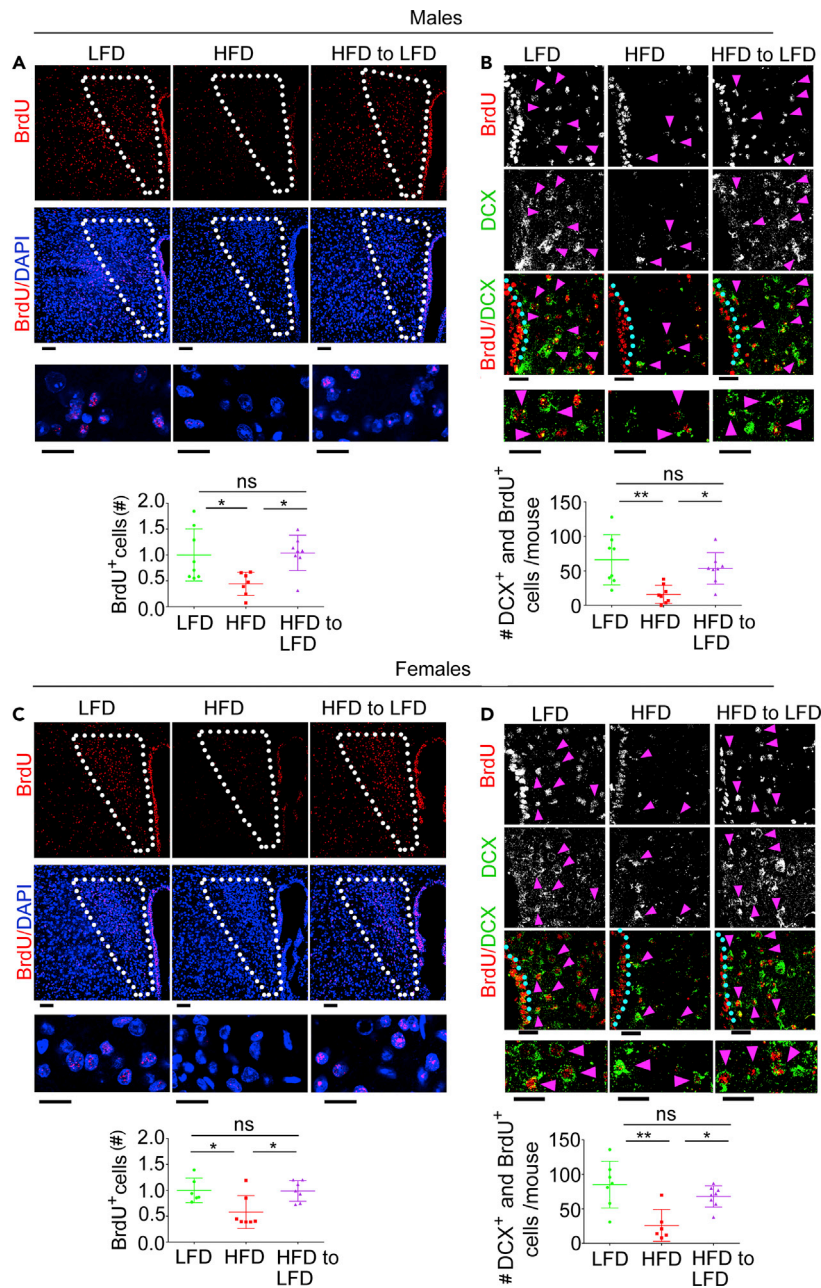 Males
A
LFD HFD HFD to LFD
BrdU
BrdU/DAPI
BrdU⁺ cells (#)
2.0
1.5
1.0
0.5
0.0
ns
* *
LFD HFD HFD to LFD
B
LFD HFD HFD to LFD
BrdU
DCX
BrdU/DCX
# DCX⁺ and BrdU⁺
cells /mouse
150
100
50
0
ns
** *
LFD HFD HFD to
LFD
Females
C
LFD HFD HFD to LFD
BrdU
BrdU/DAPI
BrdU⁺ cells (#)
2.0
1.5
1.0
0.5
0.0
ns
* *
LFD HFD HFD to
LFD
D
LFD HFD HFD to LFD
BrdU
DCX
BrdU/DCX
# DCX⁺ and BrdU⁺
cells /mouse
150
100
50
0
ns
** *
LFD HFD HFD to
LFD